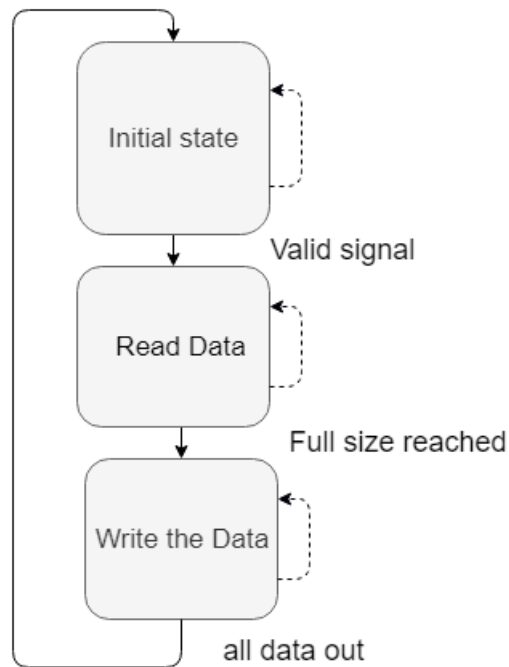 Initial state
Valid signal
Read Data
Full size reached
Write the Data
all data out